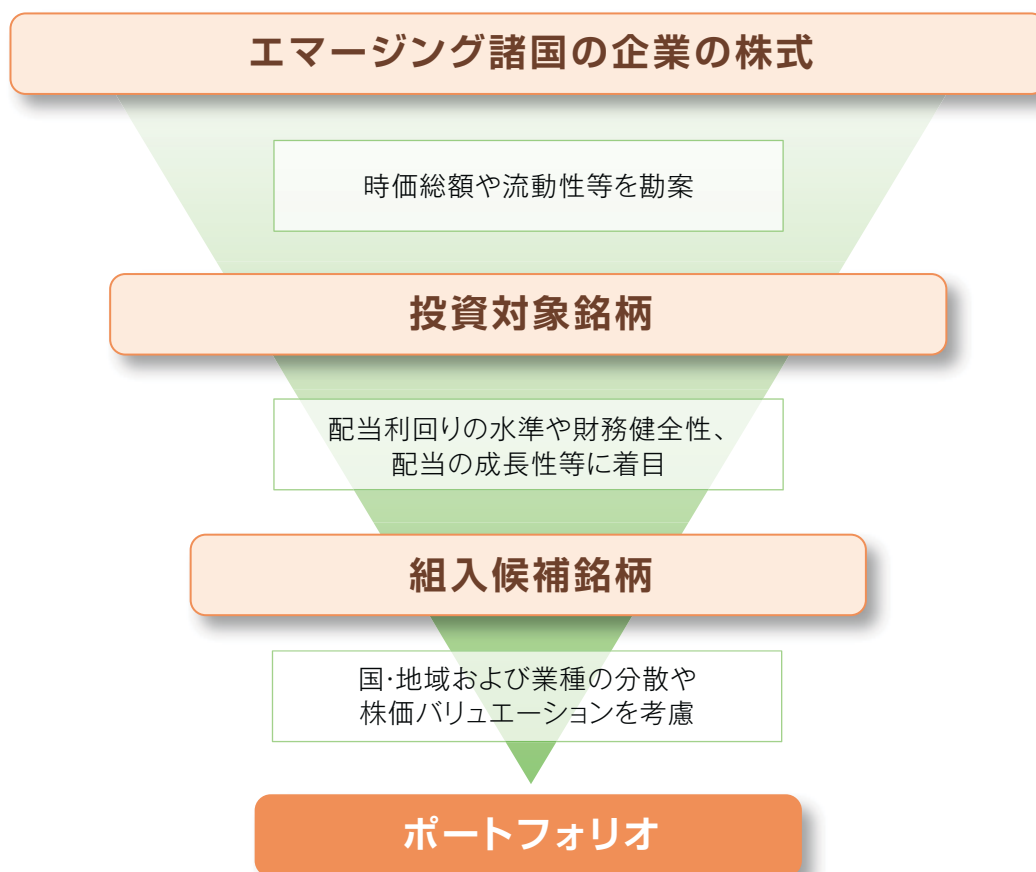 エマージング諸国の企業の株式
時価総額や流動性等を勘案
投資対象銘柄
配当利回りの水準や財務健全性、
配当の成長性等に着目
組入候補銘柄
国・地域および業種の分散や
株価バリュエーションを考慮
ポートフォリオ